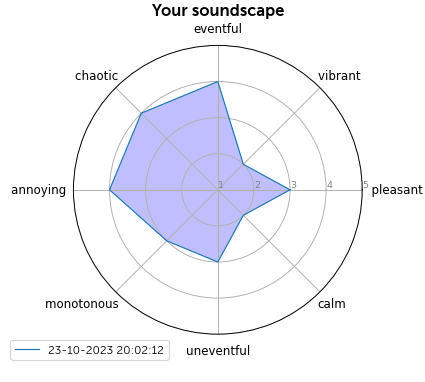 Your soundscape
eventful
chaotic
vibrant
annoying
1 2 3 4 5
pleasant
monotonous
calm
23-10-2023 20:02:12
uneventful